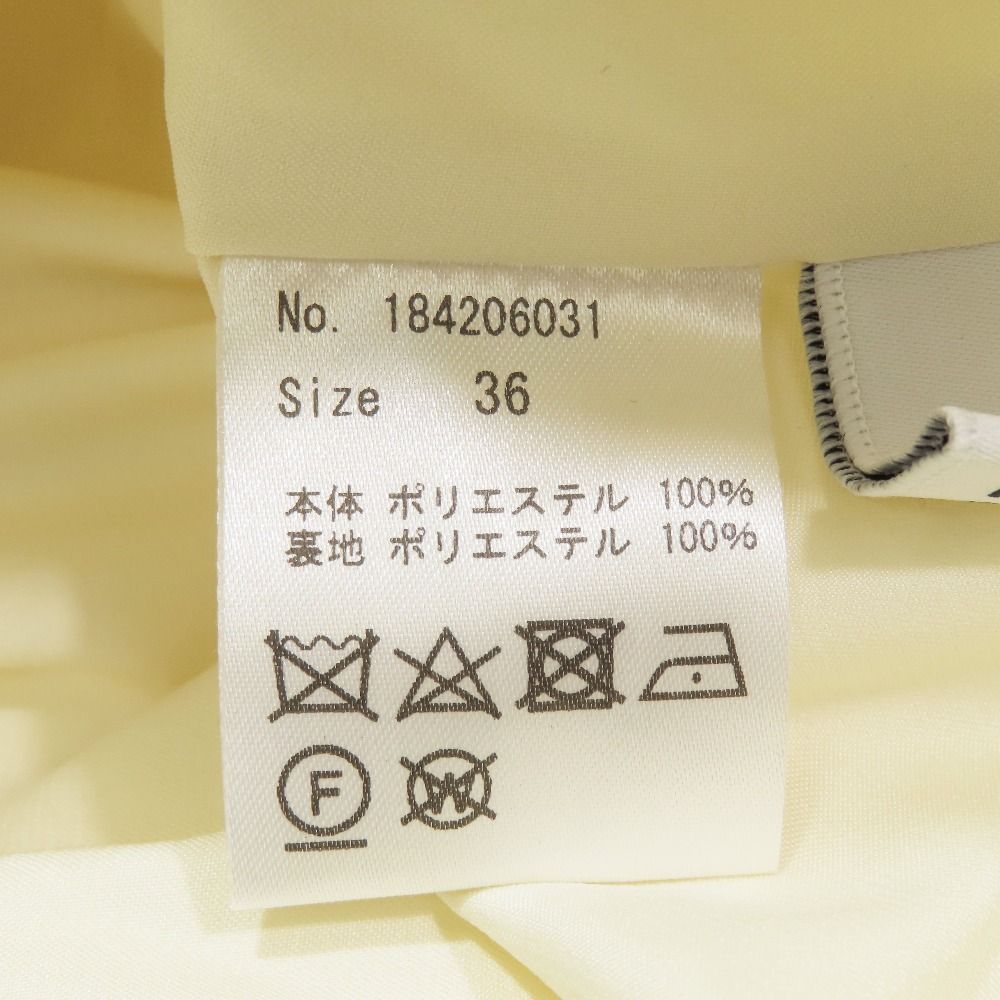 No. 184206031
Size 36
本体 ポリエステル 100%
裏地 ポリエステル 100%
F W